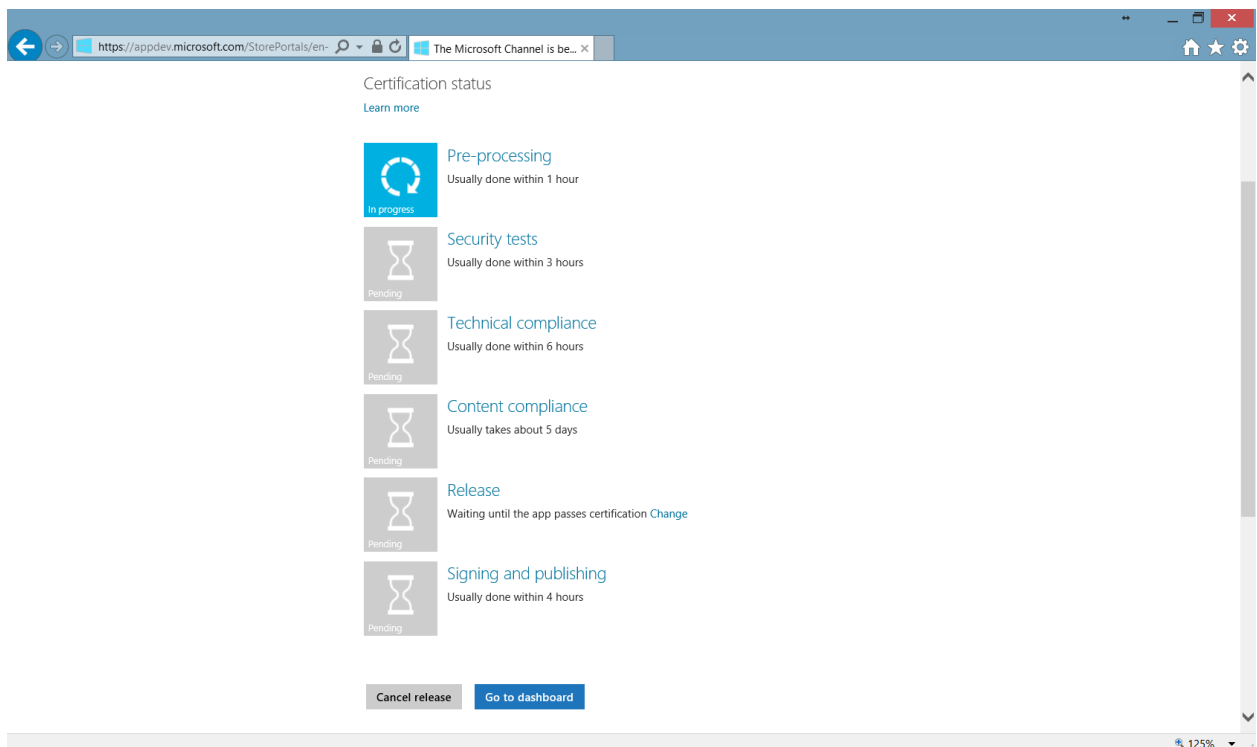 https://appdev.microsoft.com/StorePortals/en-
The Microsoft Channel is be...
Certification status
Learn more
Pre-processing
Usually done within 1 hour
In progress
Security tests
Usually done within 3 hours
Pending
Technical compliance
Usually done within 6 hours
Pending
Content compliance
Usually takes about 5 days
Pending
Release
Waiting until the app passes certification Change
Pending
Signing and publishing
Usually done within 4 hours
Pending
Cancel release
Go to dashboard
125%